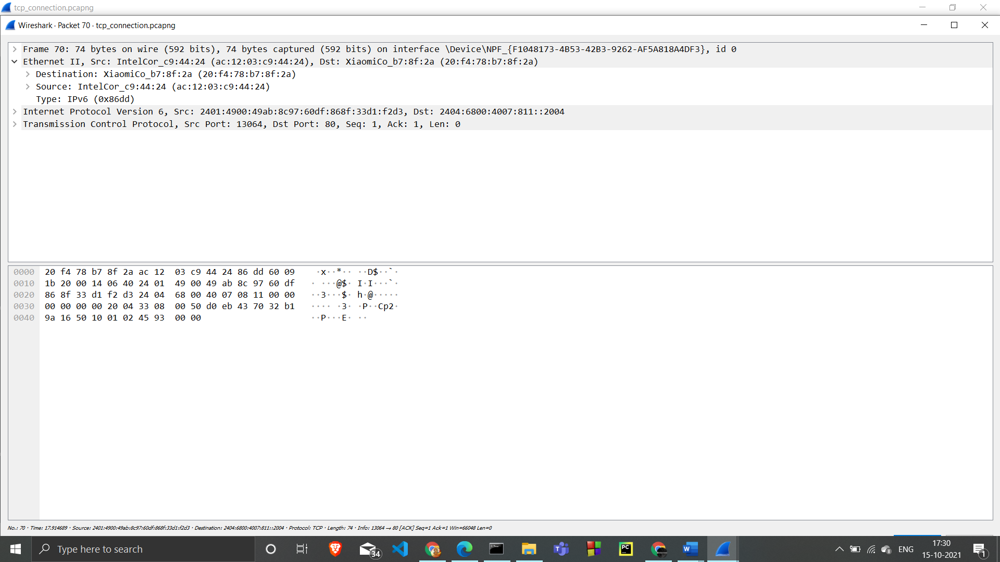 tcp_connection.pcapng
Wireshark · Packet 70 · tcp_connection.pcapng
Frame 70: 74 bytes on wire (592 bits), 74 bytes captured (592 bits) on interface \Device\NPF_{F1048173-4B53-42B3-9262-AF5A818A4DF3}, id 0
Ethernet II, Src: IntelCor_c9:44:24 (ac:12:03:c9:44:24), Dst: XiaomiCo_b7:8f:2a (20:f4:78:b7:8f:2a)
Destination: XiaomiCo_b7:8f:2a (20:f4:78:b7:8f:2a)
Source: IntelCor_c9:44:24 (ac:12:03:c9:44:24)
Type: IPv6 (0x86dd)
Internet Protocol Version 6, Src: 2401:4900:49ab:8c97:60df:868f:33d1:f2d3, Dst: 2404:6800:4007:811::2004
Transmission Control Protocol, Src Port: 13064, Dst Port: 80, Seq: 1, Ack: 1, Len: 0
0000 20 f4 78 b7 8f 2a ac 12 03 c9 44 24 86 dd 60 09 ·x··*·· ··D$··`·
0010 1b 20 00 14 06 40 24 01 49 00 49 ab 8c 97 60 df · ···@$· I·I···`·
0020 86 8f 33 d1 f2 d3 24 04 68 00 40 07 08 11 00 00 ··3···$· h·@·····
0030 00 00 00 00 20 04 33 08 00 50 d0 eb 43 70 32 b1 ···· ·3· ·P··Cp2·
0040 9a 16 50 10 01 02 45 93 00 00 ··P···E· ··
No.: 70 · Time: 17.914689 · Source: 2401:4900:49ab:8c97:60df:868f:33d1:f2d3 · Destination: 2404:6800:4007:811::2004 · Protocol: TCP · Length: 74 · Info: 13064 → 80 [ACK] Seq=1 Ack=1 Win=66048 Len=0
Type here to search
34
PC
ENG
17:30
15-10-2021
1